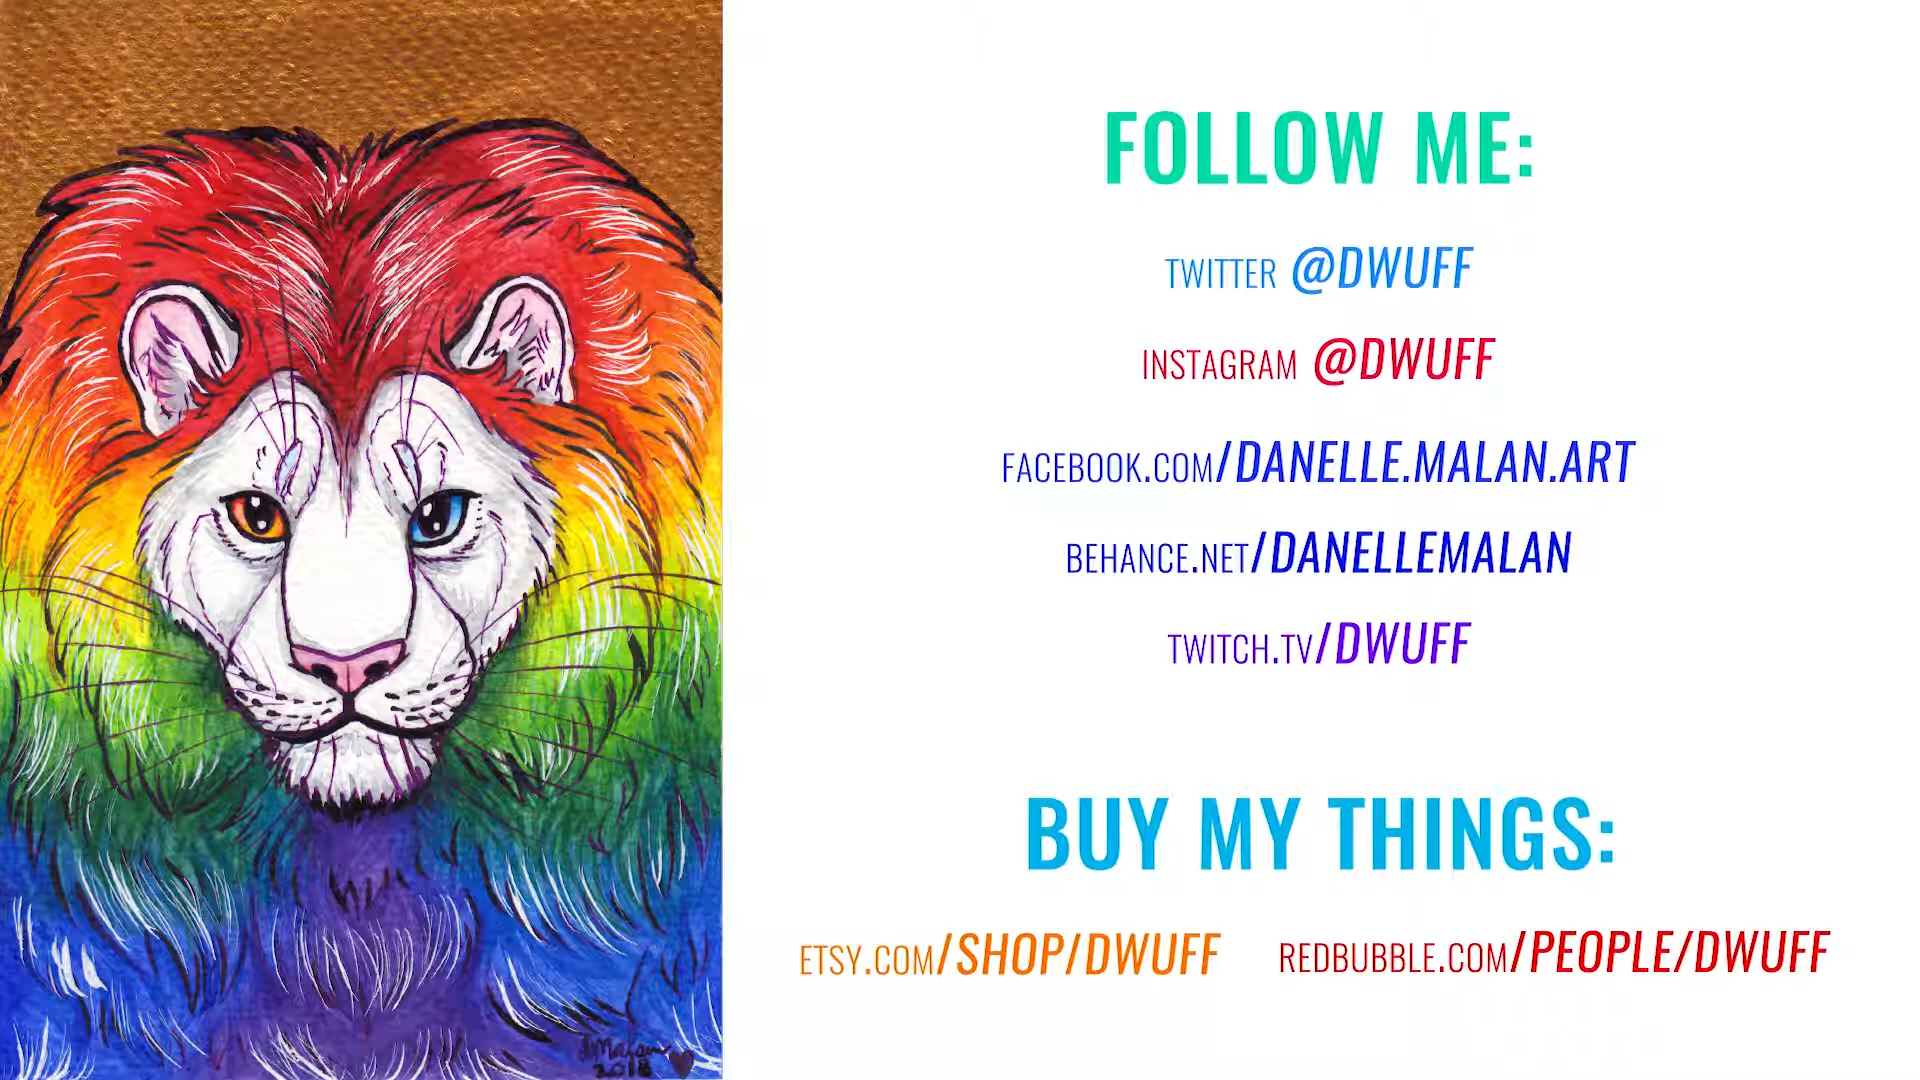 FOLLOW ME:
TWITTER @DWUFF
INSTAGRAM @DWUFF
FACEBOOK.COM/DANELLE.MALAN.ART
BEHANCE.NET/DANELLEMALAN
TWITCH.TV/DWUFF
BUY MY THINGS:
ETSY.COM/SHOP/DWUFF REDBUBBLE.COM/PEOPLE/DWUFF
2018